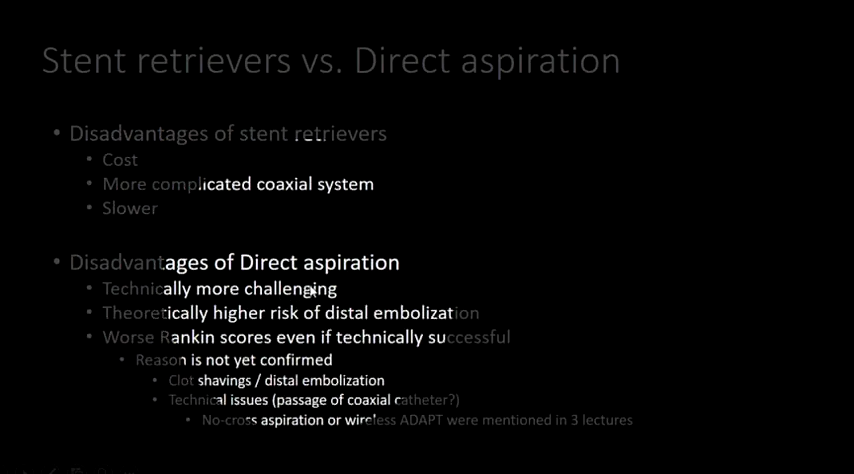 Stent retrievers vs. Direct aspiration
• Disadvantages of stent retrievers
• Cost
• More complicated coaxial system
• Slower
• Disadvantages of Direct aspiration
• Technically more challenging
• Theoretically higher risk of distal embolization
• Worse Rankin scores even if technically successful
• Reason is not yet confirmed
• Clot shavings / distal embolization
• Technical issues (passage of coaxial catheter?)
• No-cross aspiration or wireless ADAPT were mentioned in 3 lectures